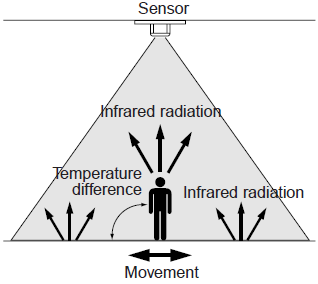 Sensor
Infrared radiation
Temperature
difference
Infrared radiation
Movement